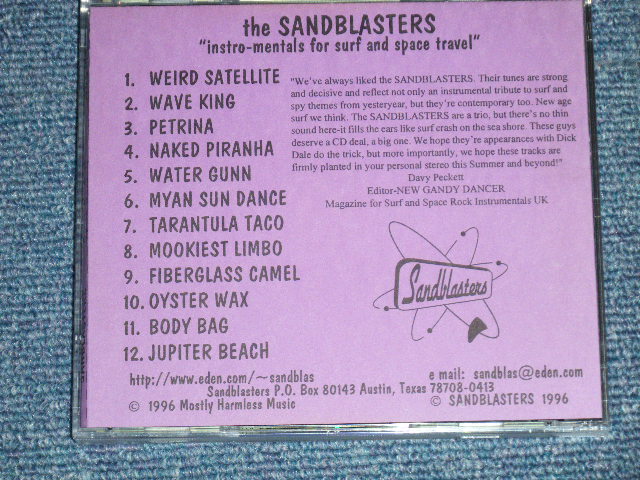 the SANDBLASTERS
"instro-mentals for surf and space travel"
1. WEIRD SATELLITE
2. WAVE KING
3. PETRINA
4. NAKED PIRANHA
5. WATER GUNN
6. MYAN SUN DANCE
7. TARANTULA TACO
8. MOOKIEST LIMBO
9. FIBERGLASS CAMEL
10. OYSTER WAX
11. BODY BAG
12. JUPITER BEACH
"We've always liked the SANDBLASTERS. Their tunes are strong
and decisive and reflect not only an instrumental tribute to surf and
spy themes from yesteryear, but they're contemporary too. New age
surf we think. The SANDBLASTERS are a trio, but there's no thin
sound here-it fills the ears like surf crash on the sea shore. These guys
deserve a CD deal, a big one. We hope they're appearances with Dick
Dale do the trick, but more importantly, we hope these tracks are
firmly planted in your personal stereo this Summer and beyond!"
Davy Peckett
Editor-NEW GANDY DANCER
Magazine for Surf and Space Rock Instrumentals UK
Sandblasters
http://www.eden.com/~sandblas
e mail: sandblas@eden.com
Sandblasters P.O. Box 80143 Austin, Texas 78708-0413
© 1996 Mostly Harmless Music
© SANDBLASTERS 1996